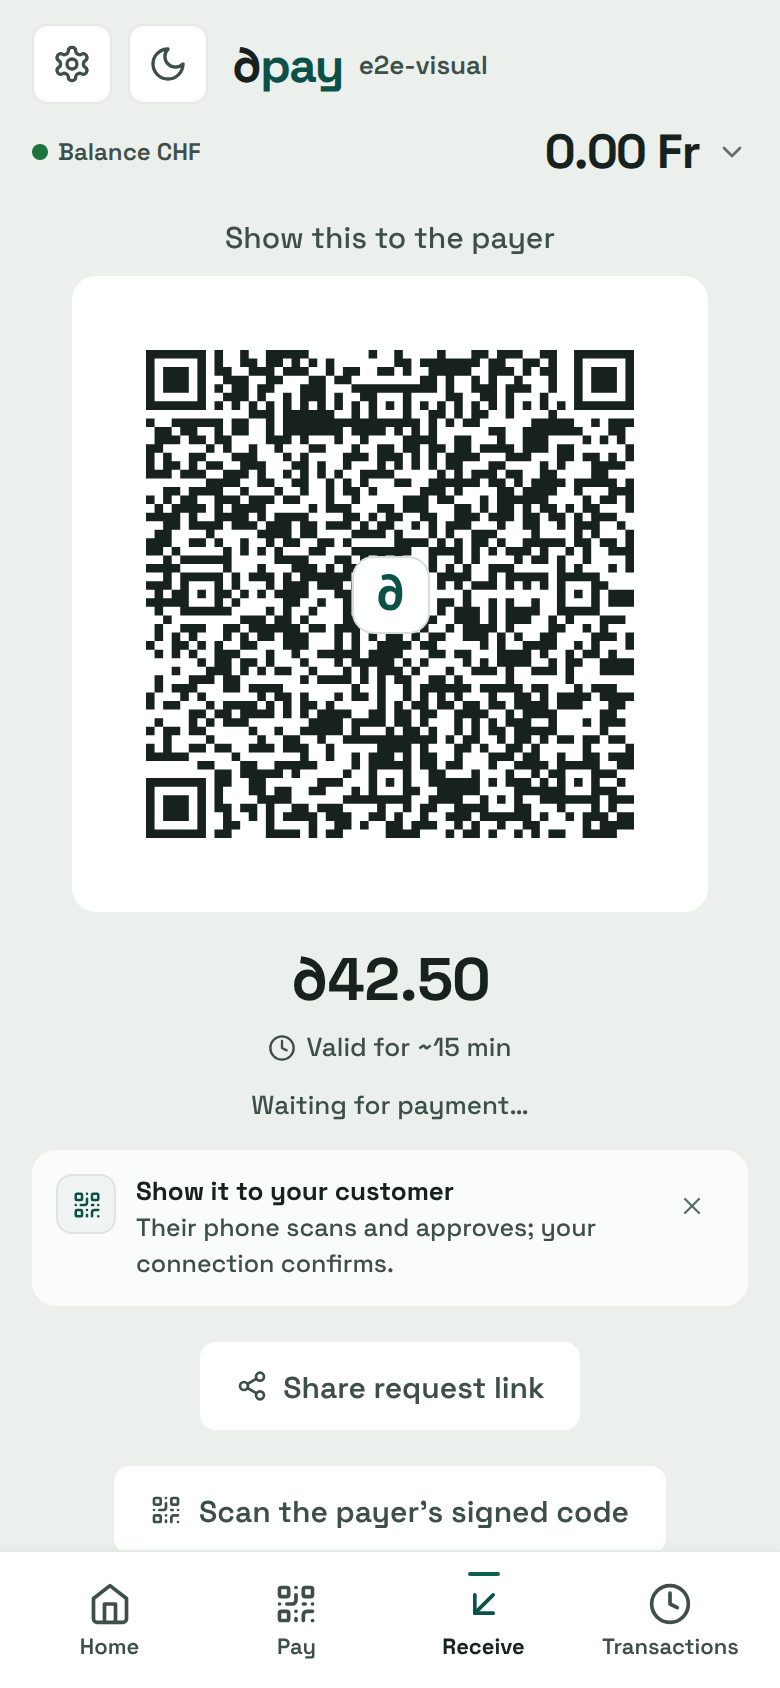 ∂pay e2e-visual
Balance CHF
0.00 Fr
Show this to the payer
∂
∂42.50
Valid for ~15 min
Waiting for payment…
Show it to your customer
Their phone scans and approves; your
connection confirms.
Share request link
Scan the payer’s signed code
Home
Pay
Receive
Transactions